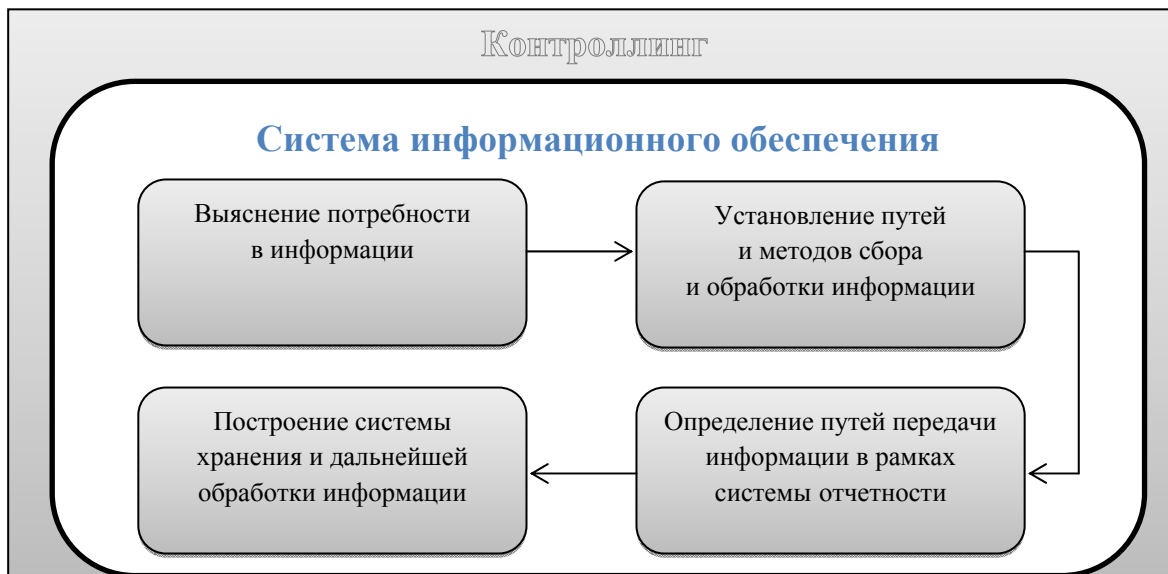 Контроллинг
Система информационного обеспечения
Выяснение потребности
в информации
Установление путей
и методов сбора
и обработки информации
Построение системы
хранения и дальнейшей
обработки информации
Определение путей передачи
информации в рамках
системы отчетности